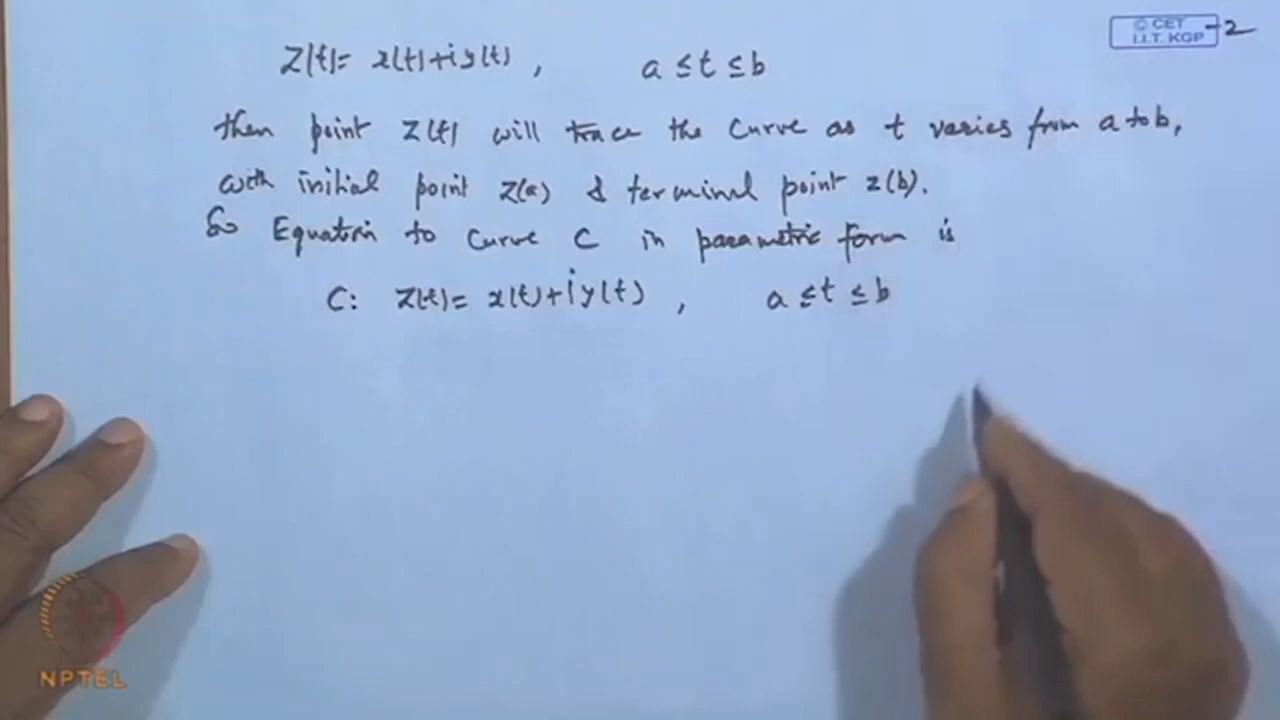 © CET
I.I.T. KGP
-2
Z(t)= x(t)+iy(t) , a ≤ t ≤ b
then point Z(t) will trace the curve as t varies from a to b,
with initial point Z(a) & terminal point z(b).
So Equation to curve C in parametric form is
C: Z(t)= x(t)+iy(t) , a ≤ t ≤ b
NPTEL